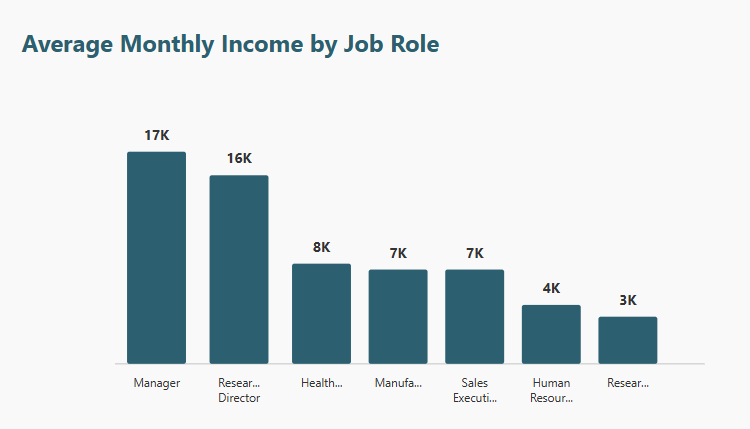 Average Monthly Income by Job Role
17K
16K
8K
7K
7K
4K
3K
Manager
Resear...
Director
Health...
Manufa...
Sales
Executi...
Human
Resour...
Resear...